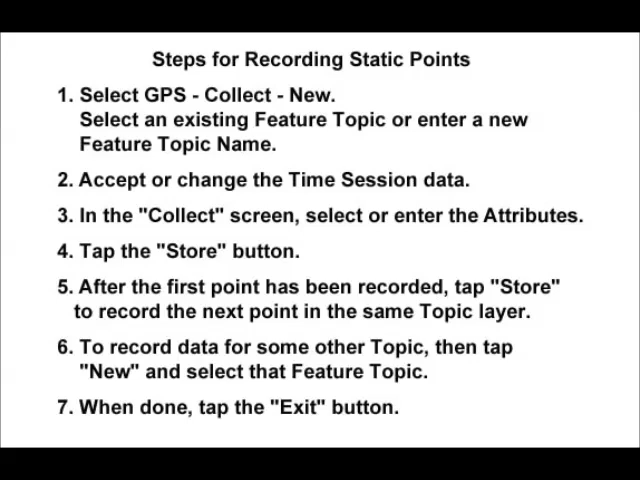 Steps for Recording Static Points
1. Select GPS - Collect - New.
Select an existing Feature Topic or enter a new
Feature Topic Name.
2. Accept or change the Time Session data.
3. In the "Collect" screen, select or enter the Attributes.
4. Tap the "Store" button.
5. After the first point has been recorded, tap "Store"
to record the next point in the same Topic layer.
6. To record data for some other Topic, then tap
"New" and select that Feature Topic.
7. When done, tap the "Exit" button.